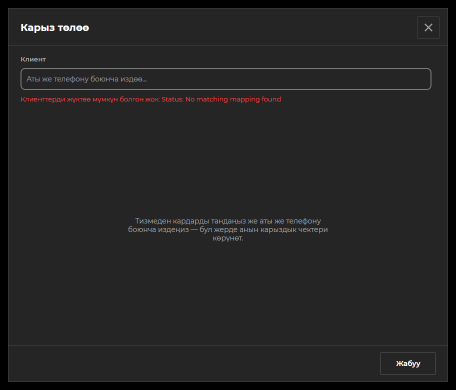 Карыз төлөө
Клиент
Аты же телефону боюнча издөө...
Клиенттерди жүктөө мүмкүн болгон жок: Status: No matching mapping found
Тизмеден кардарды тандаңыз же аты же телефону
боюнча издеңиз — бул жерде анын карыздык чектери
көрүнөт.
Жабуу